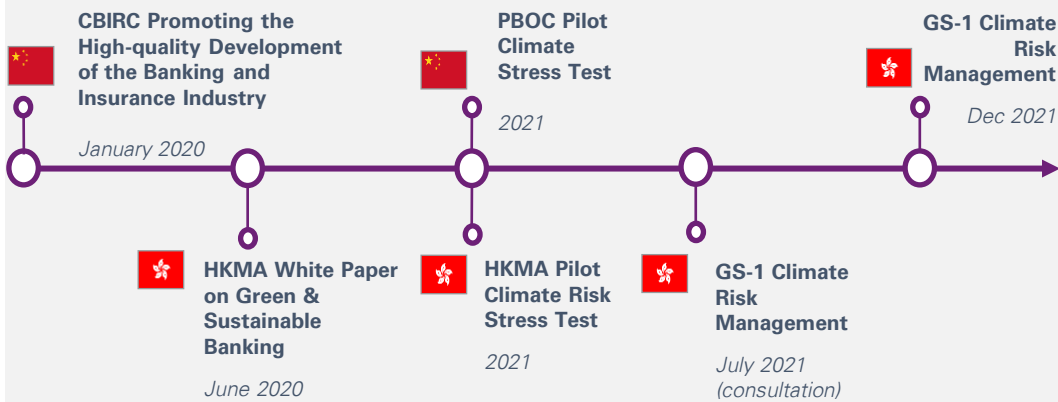 CBIRC Promoting the
High-quality Development
of the Banking and
Insurance Industry
January 2020
PBOC Pilot
Climate
Stress Test
2021
GS-1 Climate
Risk
Management
Dec 2021
HKMA White Paper
on Green &
Sustainable
Banking
June 2020
HKMA Pilot
Climate Risk
Stress Test
2021
GS-1 Climate
Risk
Management
July 2021
(consultation)